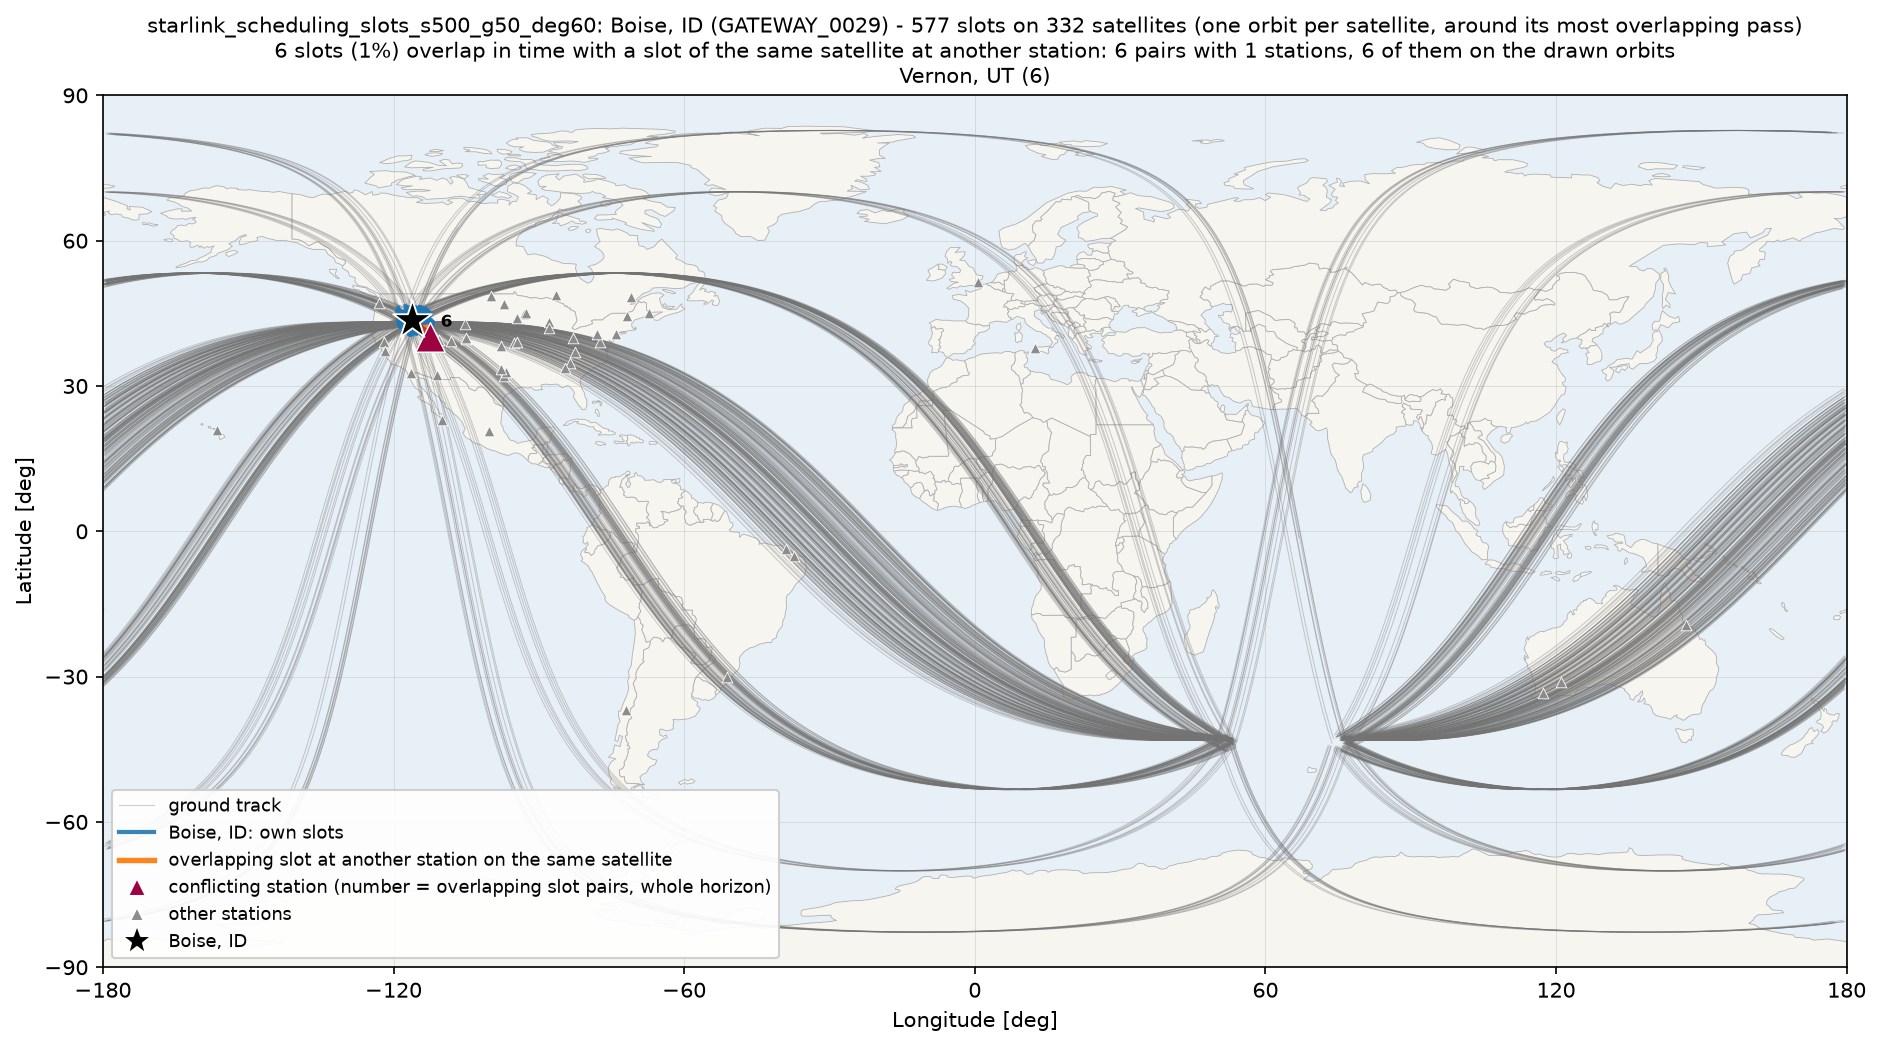 starlink_scheduling_slots_s500_g50_deg60: Boise, ID (GATEWAY_0029) - 577 slots on 332 satellites (one orbit per satellite, around its most overlapping pass)
6 slots (1%) overlap in time with a slot of the same satellite at another station: 6 pairs with 1 stations, 6 of them on the drawn orbits
Vernon, UT (6)
90
60
30
0
−30
−60
−90
Latitude [deg]
6
ground track
Boise, ID: own slots
overlapping slot at another station on the same satellite
conflicting station (number = overlapping slot pairs, whole horizon)
other stations
Boise, ID
−180
−120
−60
0
60
120
180
Longitude [deg]